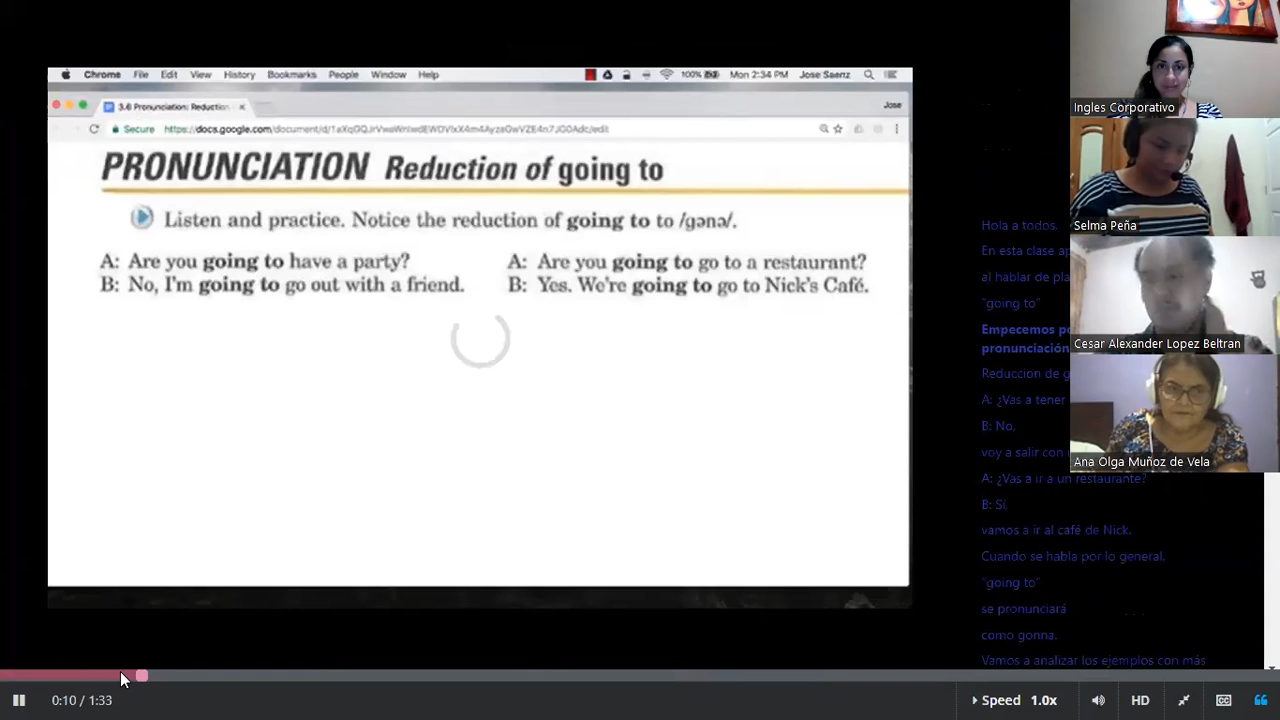 Chrome File Edit View History Bookmarks People Window Help 100% Mon 2:34 PM Jose Saenz
3.6 Pronunciation: Reduction Jose
Secure
PRONUNCIATION Reduction of going to
Listen and practice. Notice the reduction of going to to /gənə/.
A: Are you going to have a party?
B: No, I'm going to go out with a friend.
A: Are you going to go to a restaurant?
B: Yes. We're going to go to Nick's Café.
Hola a todos.
En esta clase
al hablar de
“going to”
Empecemos
pronunciación
Reduccion de
A: ¿Vas a tener
B: No,
voy a salir con
A: ¿Vas a ir a un restaurante?
B: Sí,
vamos a ir al café de Nick.
Cuando se habla por lo general.
“going to”
se pronunciará
como gonna.
Vamos a analizar los ejemplos con más
Ingles Corporativo
Selma Peña
Cesar Alexander Lopez Beltran
Ana Olga Muñoz de Vela
0:10 / 1:33 Speed 1.0x HD CC